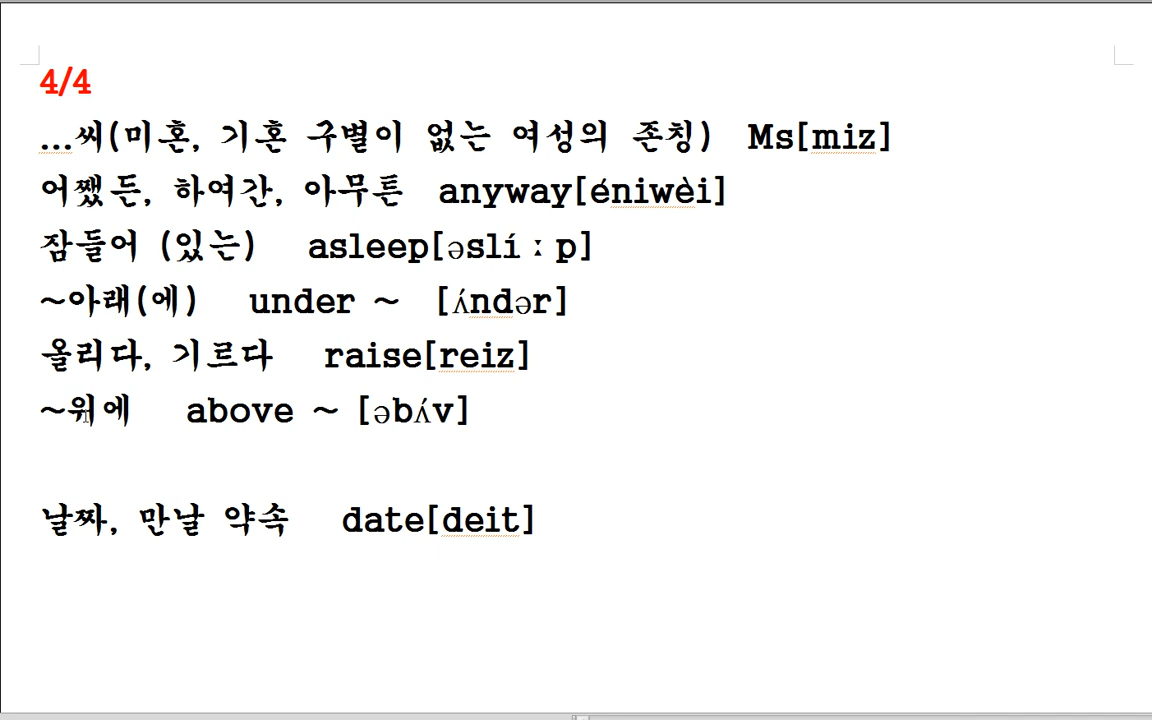 4/4
...씨(미혼, 기혼 구별이 없는 여성의 존칭) Ms[miz]
어쨌든, 하여간, 아무튼 anyway[éniwèi]
잠들어 (있는) asleep[əslíːp]
~아래(에) under ~ [ʌ́ndər]
올리다, 기르다 raise[reiz]
~위에 above ~ [əbʌ́v]
날짜, 만날 약속 date[deit]